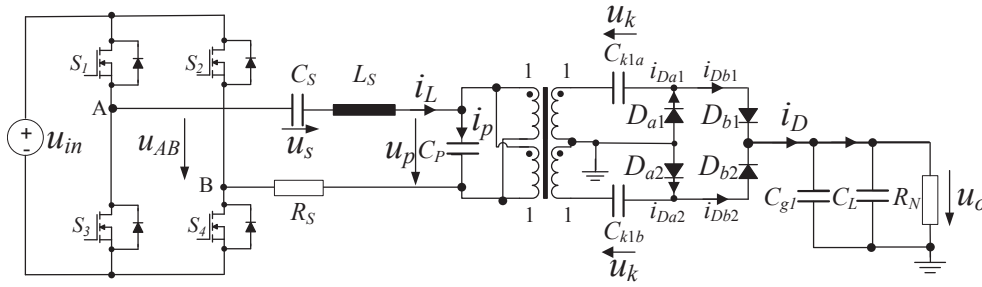 u_k
C_k1a
1 1
i_Da1 i_Db1
S_1 S_2
C_S L_S
i_L
D_a1 D_b1
i_D
A
+
-
u_in
u_AB
u_s
u_p
i_p
C_P
D_a2 D_b2
B
R_S
C_g1 C_L R_N
u_o
S_3 S_4
1 1
i_Da2 i_Db2
C_k1b
u_k